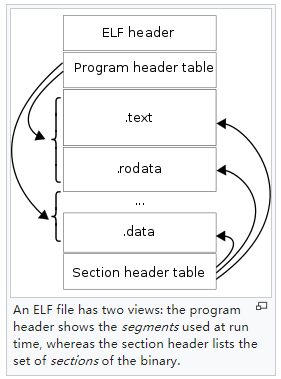 ELF header
Program header table
.text
.rodata
...
.data
Section header table
An ELF file has two views: the program
header shows the segments used at run
time, whereas the section header lists the
set of sections of the binary.